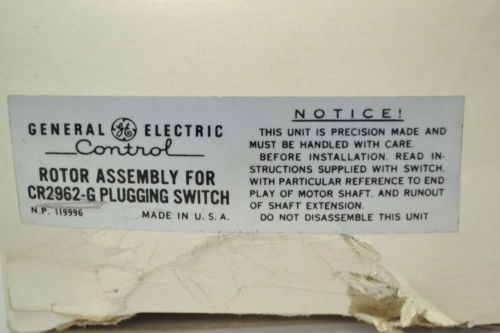 GENERAL GE ELECTRIC
Control
ROTOR ASSEMBLY FOR
CR2962-G PLUGGING SWITCH
N.P. 119996 MADE IN U.S.A.
NOTICE!
THIS UNIT IS PRECISION MADE AND
MUST BE HANDLED WITH CARE.
BEFORE INSTALLATION, READ IN-
STRUCTIONS SUPPLIED WITH SWITCH,
WITH PARTICULAR REFERENCE TO END
PLAY OF MOTOR SHAFT, AND RUNOUT
OF SHAFT EXTENSION.
DO NOT DISASSEMBLE THIS UNIT